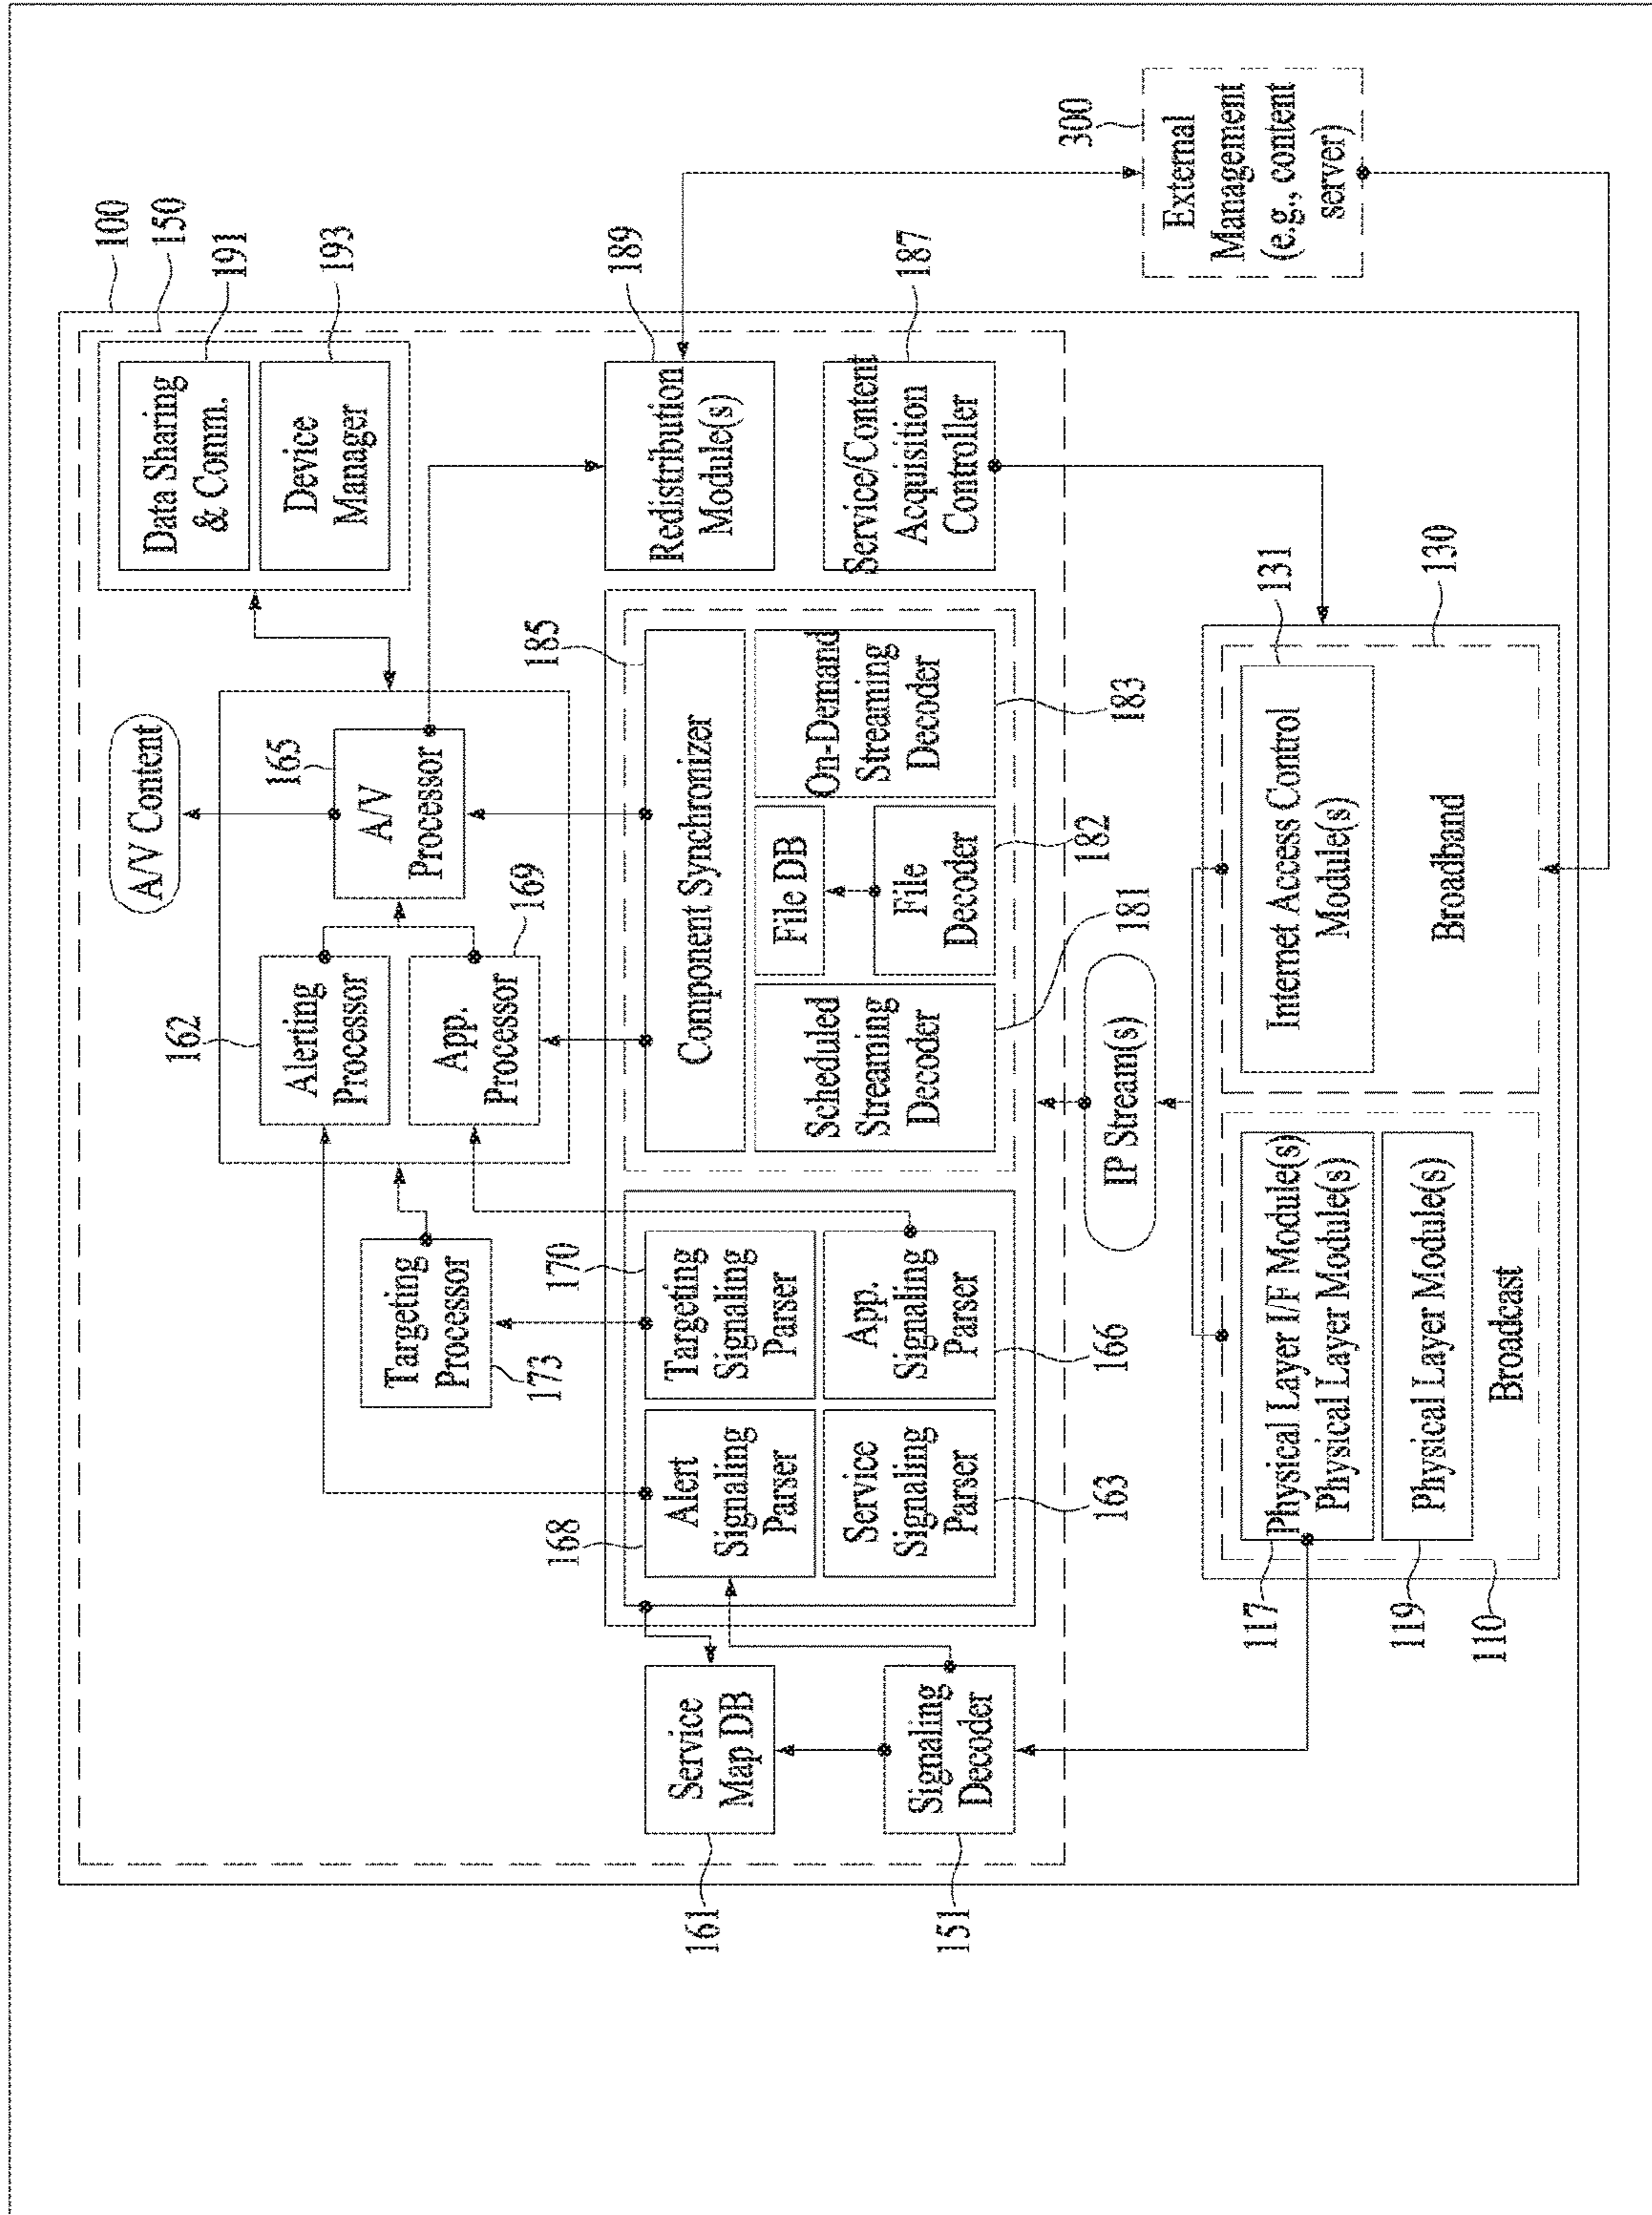 100
150
A/V Content
Data Sharing
& Comm.
191
Device
Manager
193
165
A/V
Processor
162
Alerting
Processor
App.
Processor
169
Targeting
Processor
173
Service
Map DB
161
Signaling
Decoder
151
168
Alert
Signaling
Parser
170
Targeting
Signaling
Parser
Service
Signaling
Parser
163
App.
Signaling
Parser
166
185
Component Synchronizer
Scheduled
Streaming
Decoder
181
File DB
File
Decoder
182
On-Demand
Streaming
Decoder
183
Redistribution
Module(s)
189
Service/Content
Acquisition
Controller
187
IP Stream(s)
Physical Layer I/F Module(s)
Physical Layer Module(s)
117
Physical Layer Module(s)
119
Broadcast
110
Internet Access Control
Module(s)
131
Broadband
130
300
External
Management
(e.g., content
server)